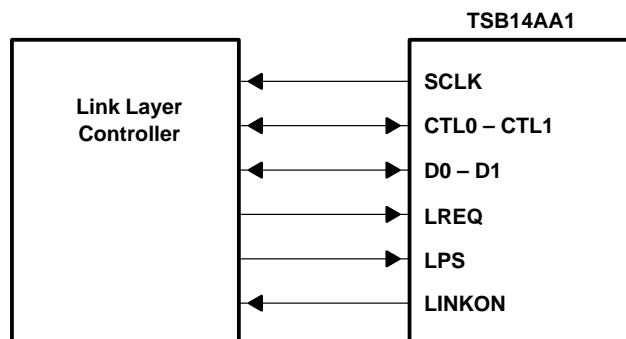 TSB14AA1
Link Layer
Controller
SCLK
CTL0 – CTL1
D0 – D1
LREQ
LPS
LINKON